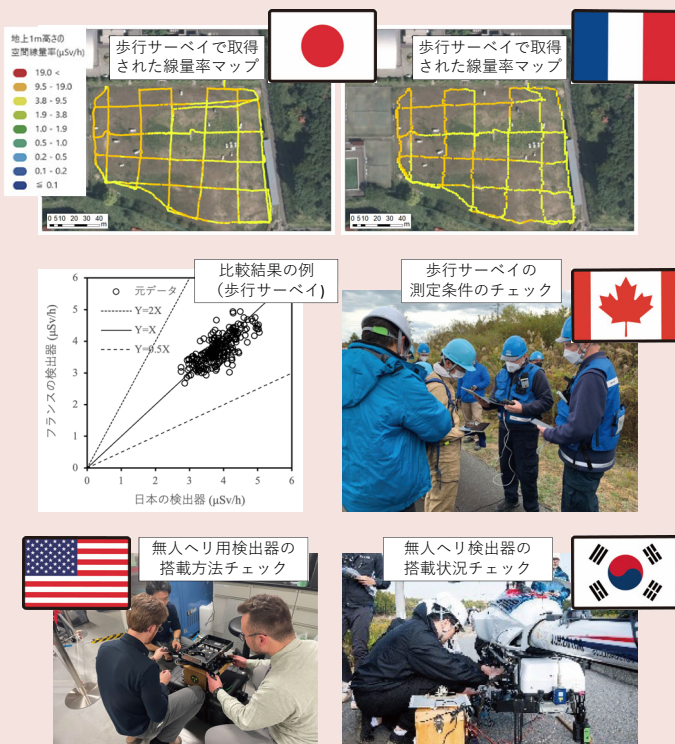 地上1m高さの
空間線量率(μSv/h)
19.0 <
9.5 - 19.0
3.8 - 9.5
1.9 - 3.8
1.0 - 1.9
0.5 - 1.0
0.2 - 0.5
0.1 - 0.2
≦ 0.1
歩行サーベイで取得
された線量率マップ
0 5 10 20 30 40
m
歩行サーベイで取得
された線量率マップ
0 5 10 20 30 40
m
比較結果の例
（歩行サーベイ)
元データ
Y=2X
Y=X
Y=0.5X
6
5
4
3
2
1
0
0 1 2 3 4 5 6
フランスの検出器 (μSv/h)
日本の検出器 (μSv/h)
歩行サーベイの
測定条件のチェック
無人ヘリ用検出器の
搭載方法チェック
無人ヘリ検出器の
搭載状況チェック